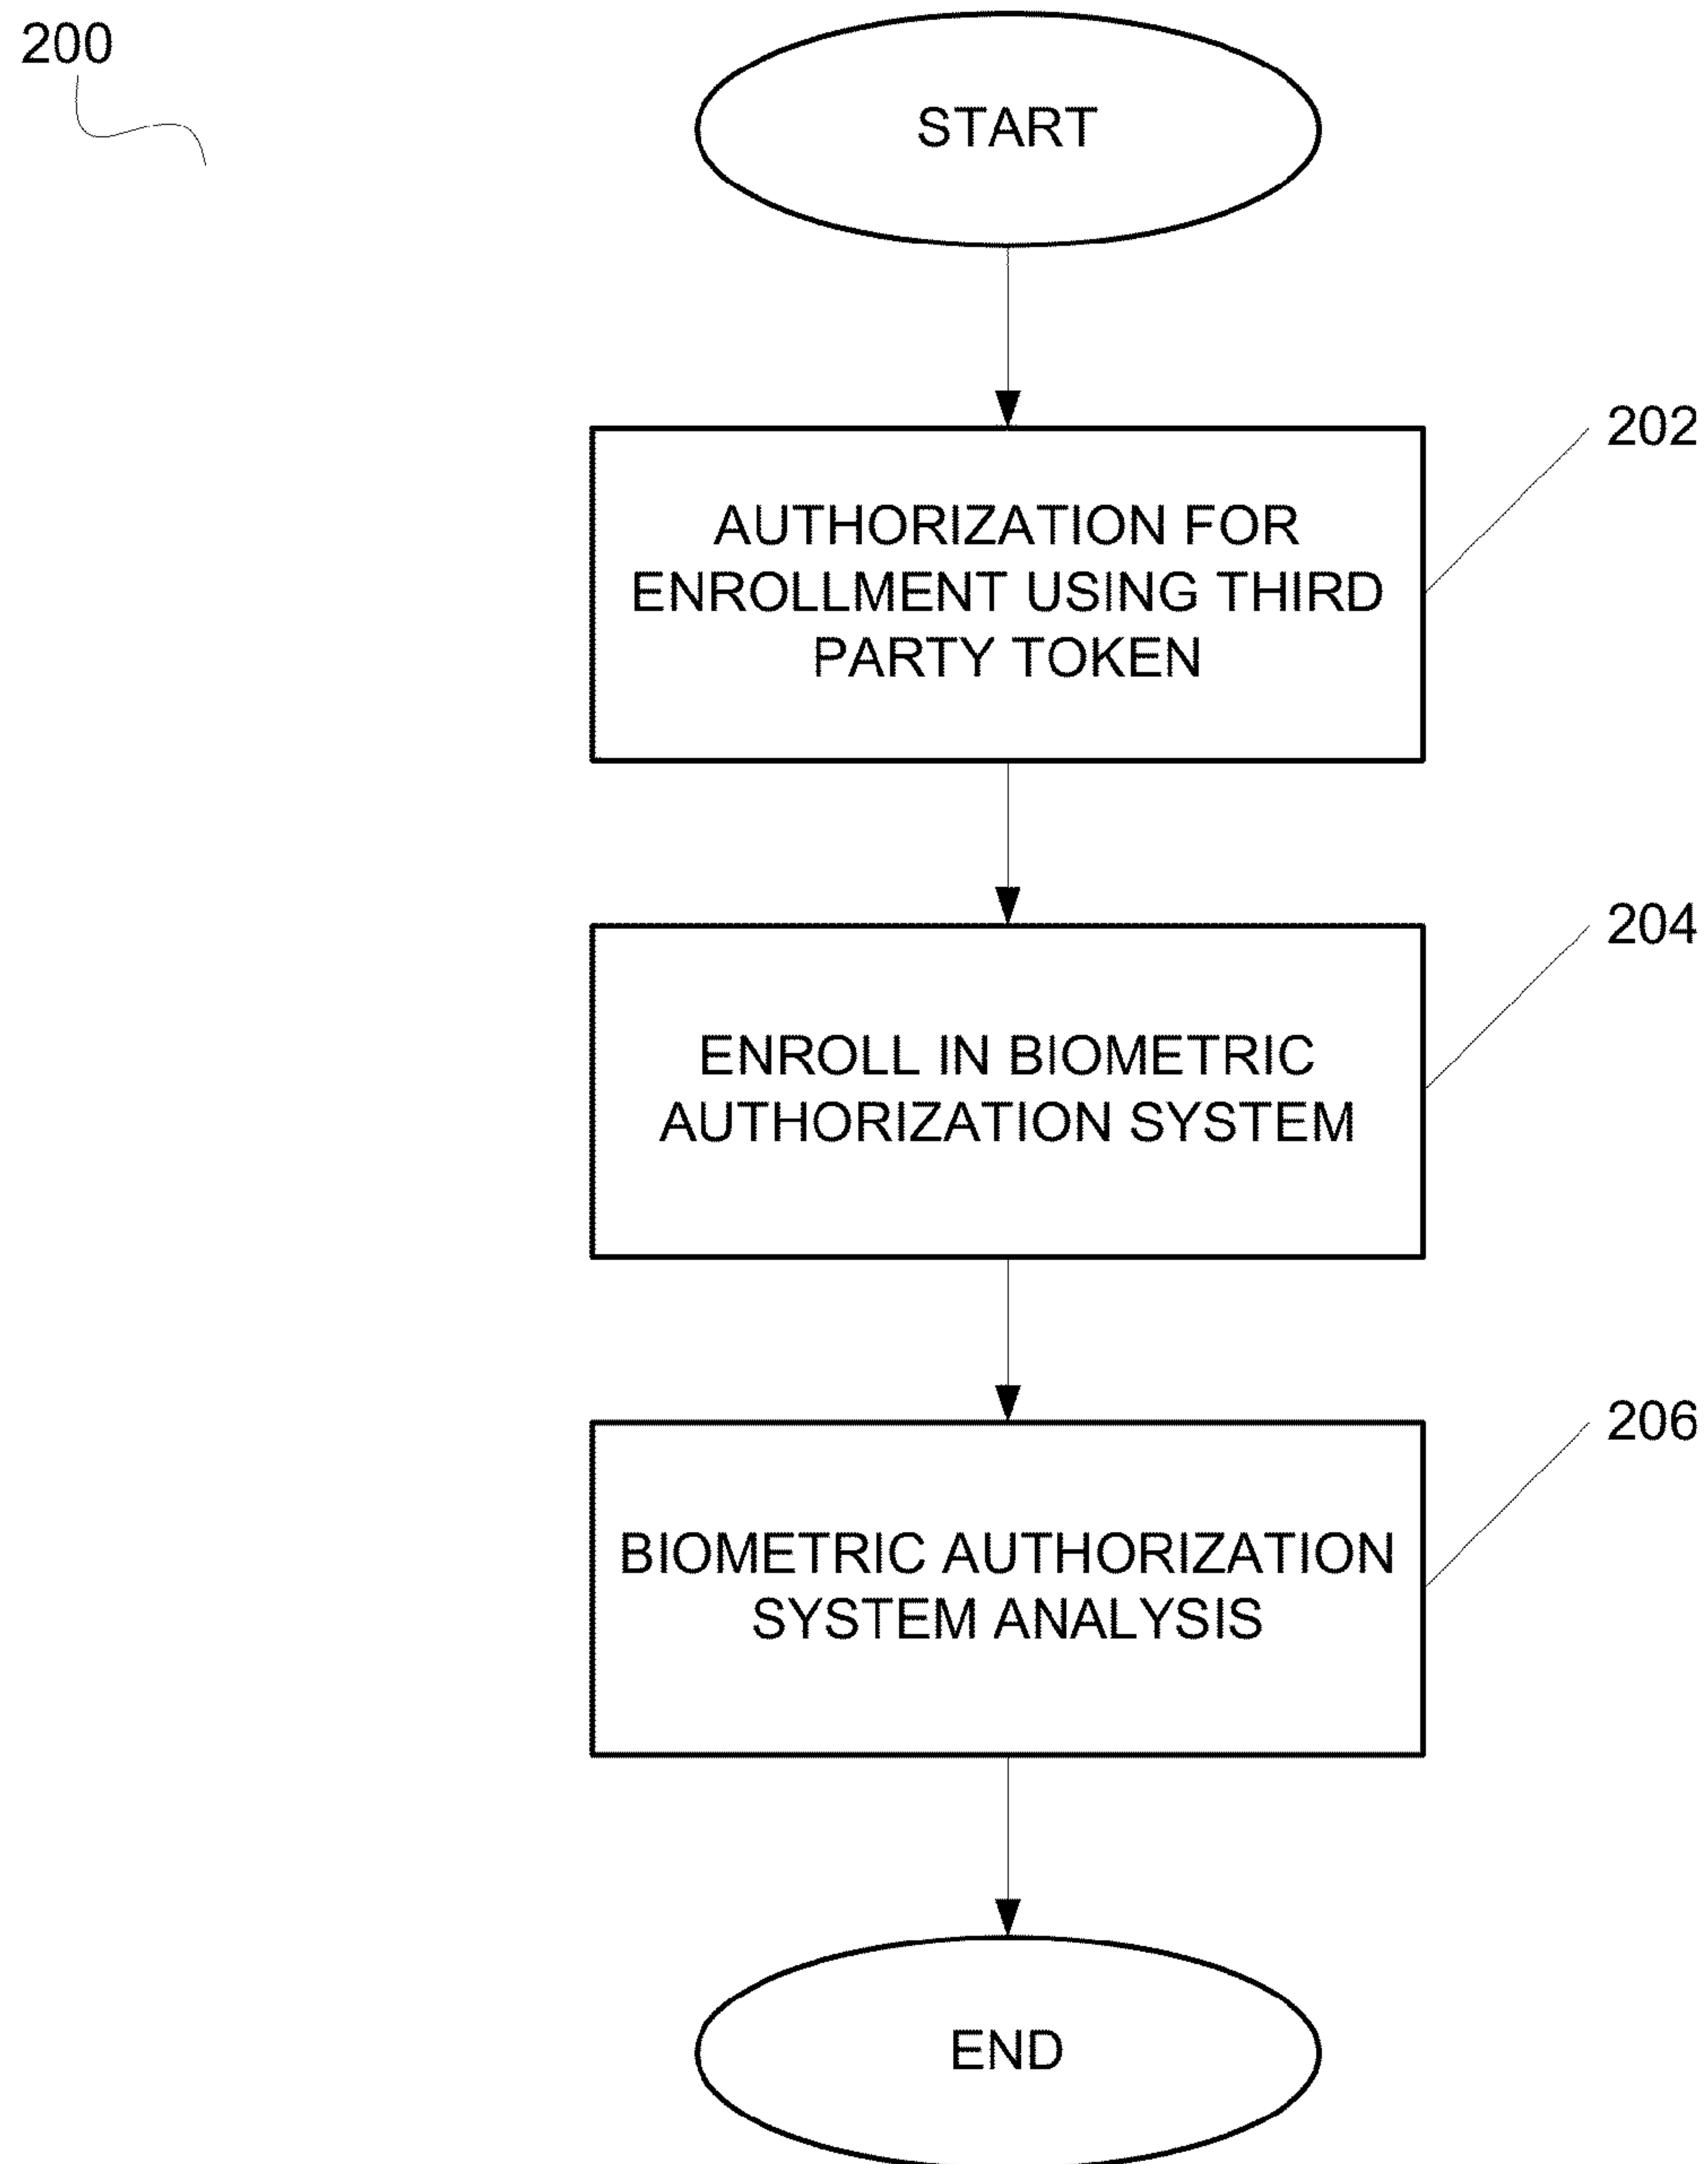 200
START
202
AUTHORIZATION FOR
ENROLLMENT USING THIRD
PARTY TOKEN
204
ENROLL IN BIOMETRIC
AUTHORIZATION SYSTEM
206
BIOMETRIC AUTHORIZATION
SYSTEM ANALYSIS
END